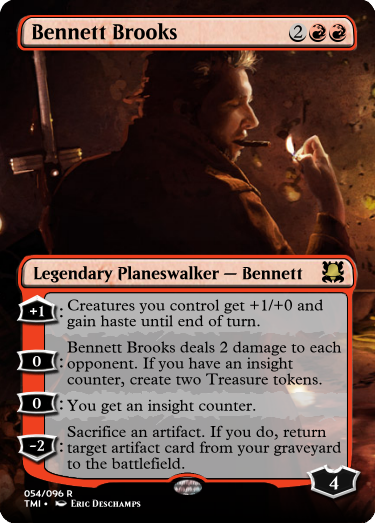 Bennett Brooks 2
Legendary Planeswalker — Bennett
+1 : Creatures you control get +1/+0 and
gain haste until end of turn.
0 : Bennett Brooks deals 2 damage to each
opponent. If you have an insight
counter, create two Treasure tokens.
0 : You get an insight counter.
-2 : Sacrifice an artifact. If you do, return
target artifact card from your graveyard
to the battlefield.
4
054/096 R
TMI • Eric Deschamps